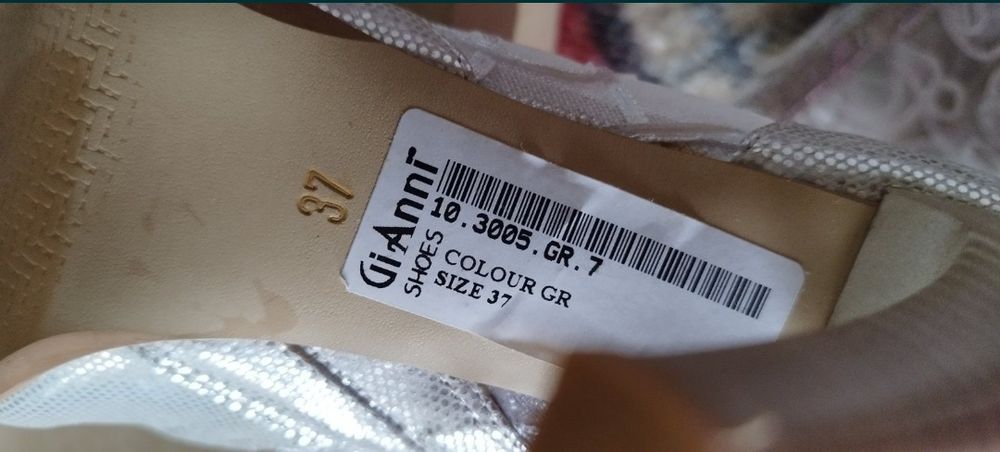 37
GiAnni
SHOES
10.3005.GR.7
COLOUR GR
SIZE 37